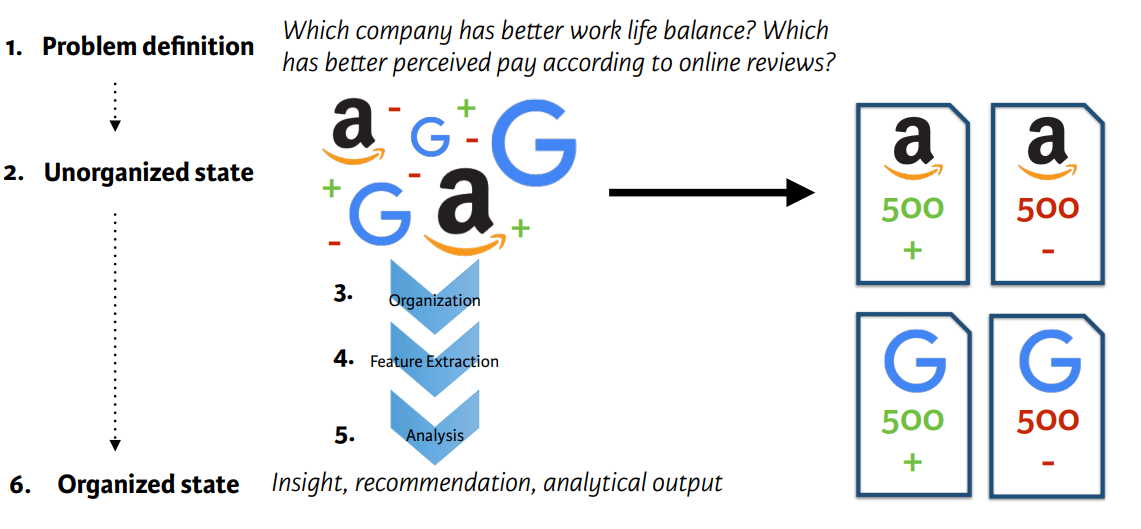 1. Problem definition
Which company has better work life balance? Which
has better perceived pay according to online reviews?
2. Unorganized state
a - G + - G
+ G - a +
-
3. Organization
4. Feature Extraction
5. Analysis
6. Organized state
Insight, recommendation, analytical output
a
500
+
a
500
-
G
500
+
G
500
-